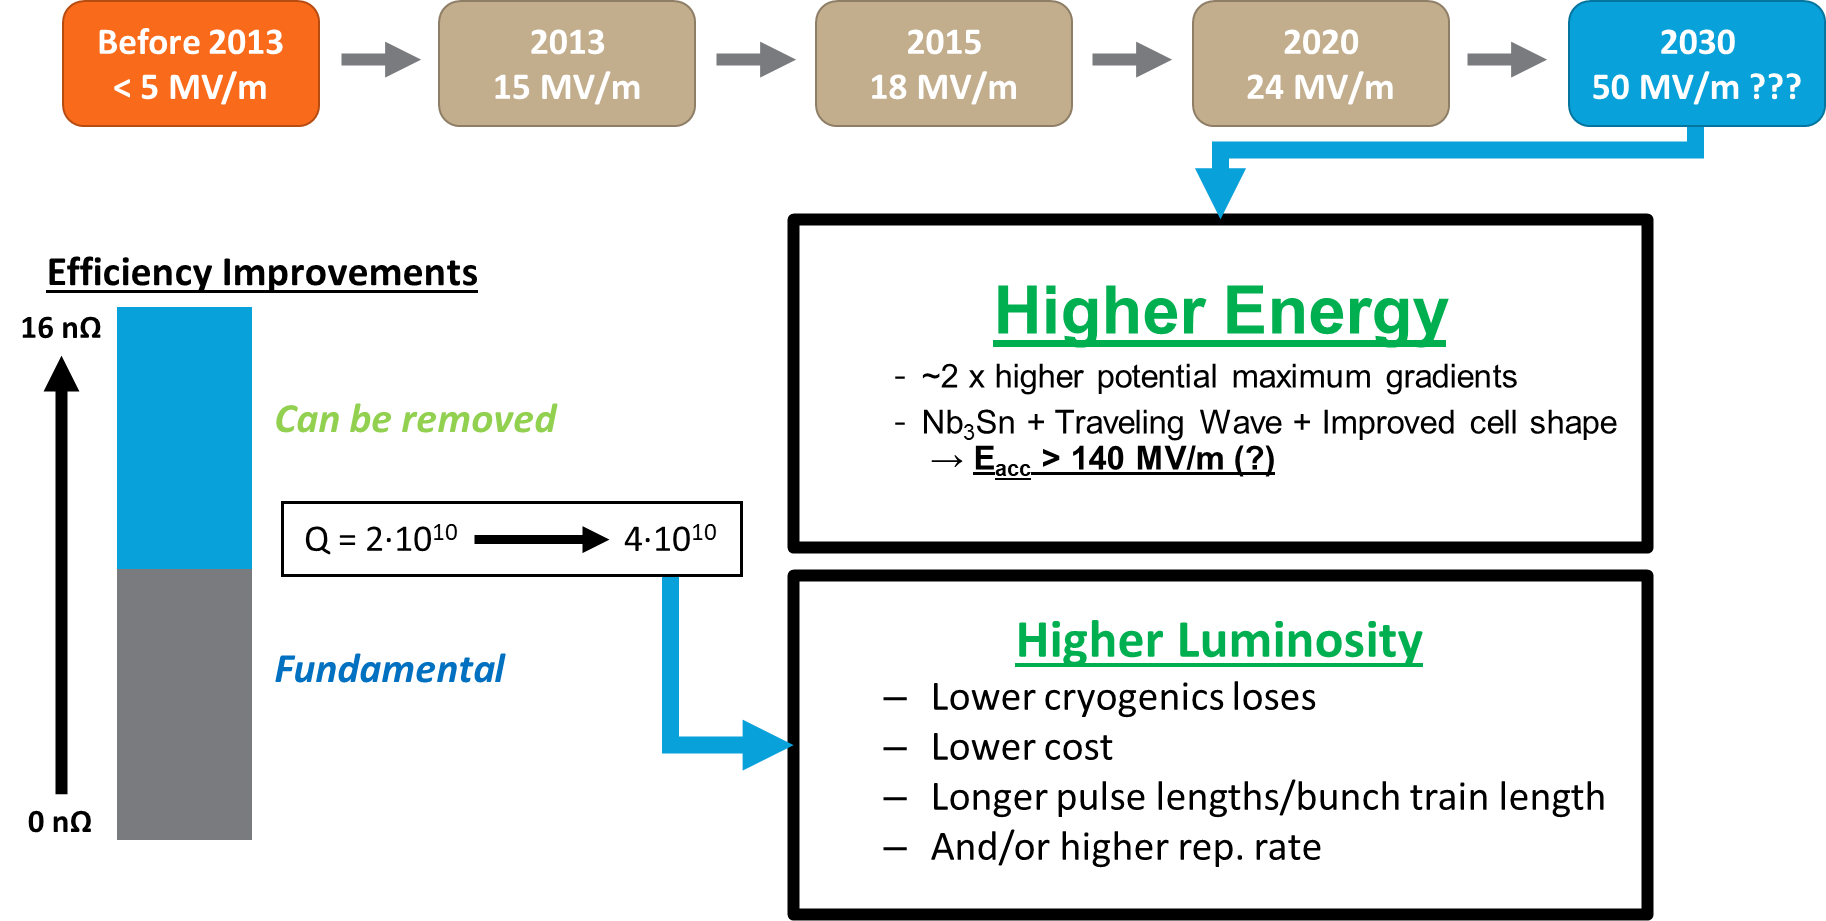 Before 2013
< 5 MV/m
2013
15 MV/m
2015
18 MV/m
2020
24 MV/m
2030
50 MV/m ???
Efficiency Improvements
16 nΩ
Can be removed
Q = 2·10¹⁰ 4·10¹⁰
Fundamental
0 nΩ
Higher Energy
- ~2 x higher potential maximum gradients
- Nb₃Sn + Traveling Wave + Improved cell shape
→ Eacc > 140 MV/m (?)
Higher Luminosity
– Lower cryogenics loses
– Lower cost
– Longer pulse lengths/bunch train length
– And/or higher rep. rate